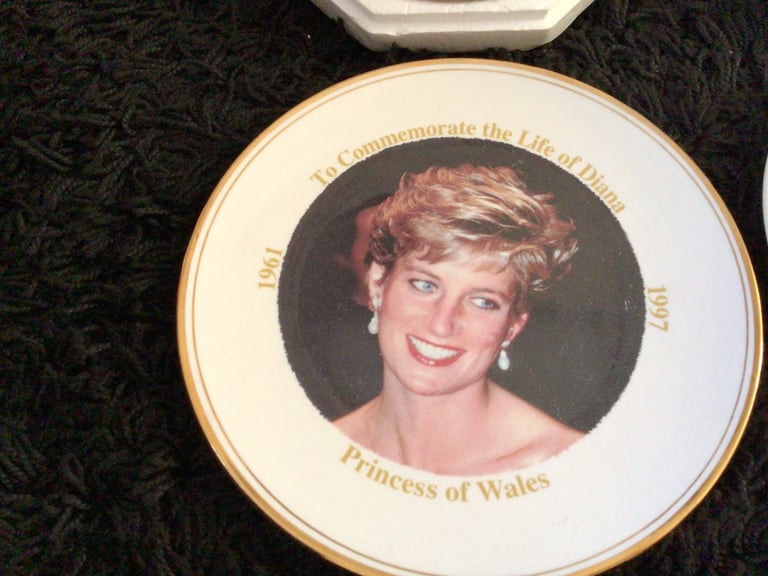 To Commemorate the Life of Diana
1961
1997
Princess of Wales